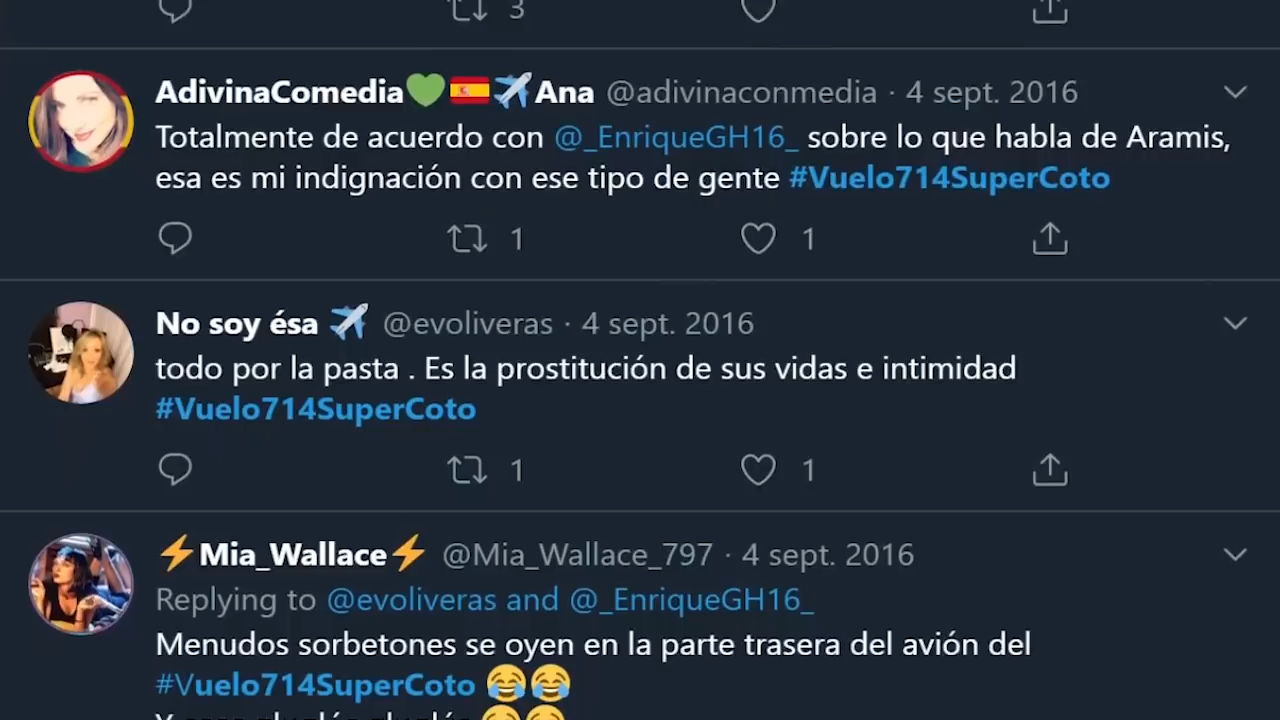 3
AdivinaComedia💚🇪🇸✈️Ana @adivinaconmedia · 4 sept. 2016
Totalmente de acuerdo con @_EnriqueGH16_ sobre lo que habla de Aramis,
esa es mi indignación con ese tipo de gente #Vuelo714SuperCoto
1 1
No soy ésa ✈️ @evoliveras · 4 sept. 2016
todo por la pasta . Es la prostitución de sus vidas e intimidad
#Vuelo714SuperCoto
1 1
⚡Mia_Wallace⚡ @Mia_Wallace_797 · 4 sept. 2016
Replying to @evoliveras and @_EnriqueGH16_
Menudos sorbetones se oyen en la parte trasera del avión del
#Vuelo714SuperCoto 😂😂